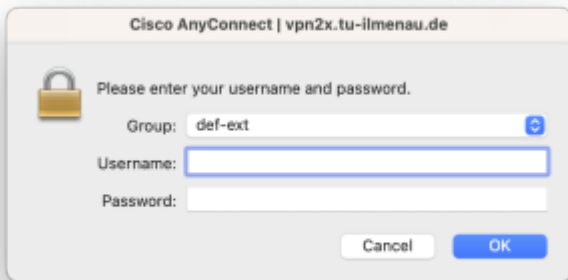 Cisco AnyConnect | vpn2x.tu-ilmenau.de
Please enter your username and password.
Group: def-ext
Username:
Password:
Cancel OK